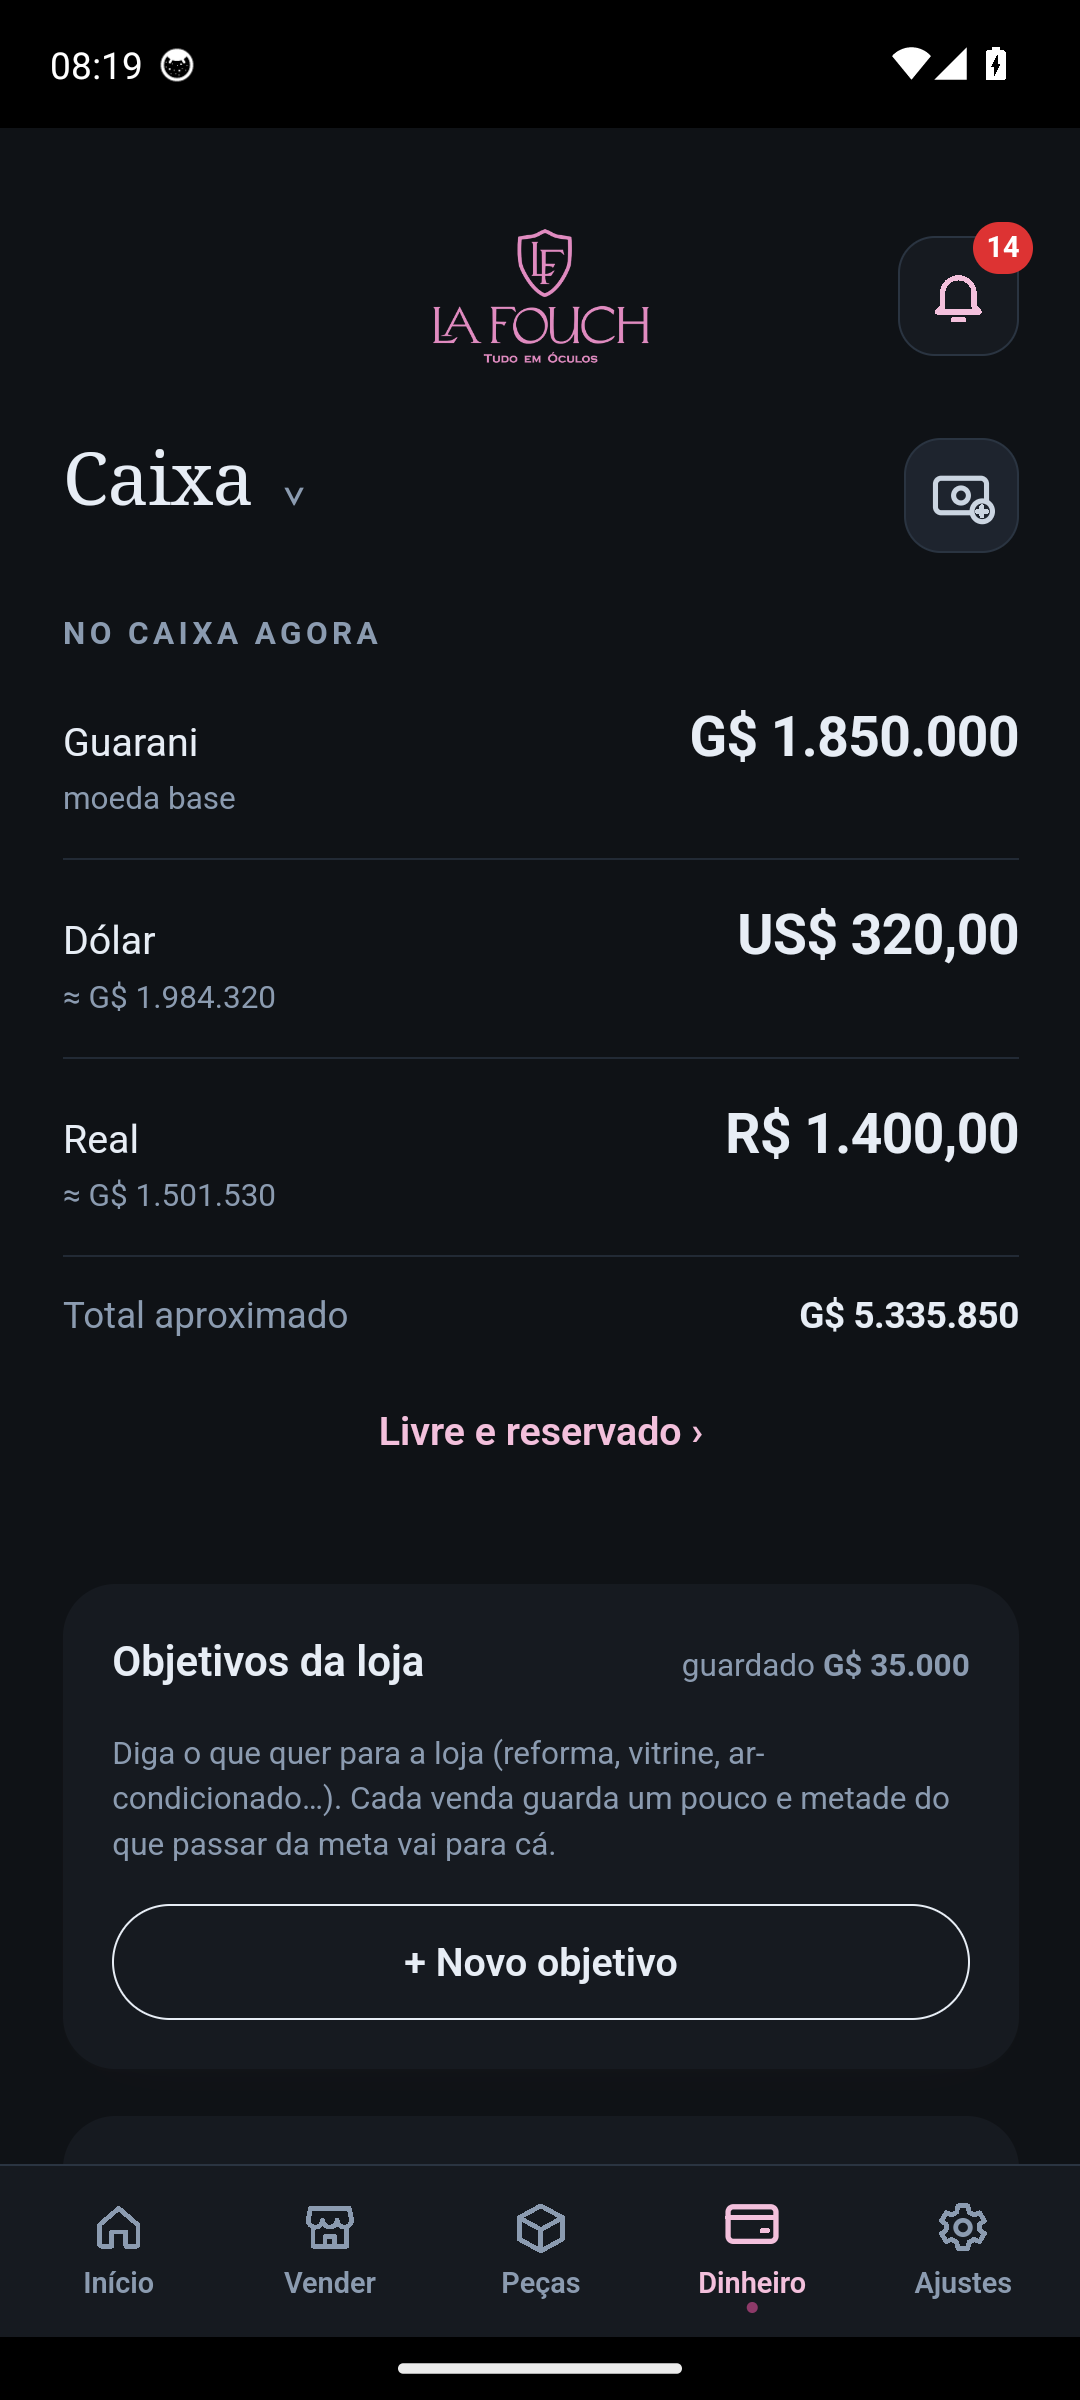 08:19
14
LF
LA FOUCH
TUDO EM ÓCULOS
Caixa
NO CAIXA AGORA
Guarani
G$ 1.850.000
moeda base
Dólar
US$ 320,00
≈ G$ 1.984.320
Real
R$ 1.400,00
≈ G$ 1.501.530
Total aproximado
G$ 5.335.850
Livre e reservado ›
Objetivos da loja
guardado G$ 35.000
Diga o que quer para a loja (reforma, vitrine, ar-
condicionado…). Cada venda guarda um pouco e metade do
que passar da meta vai para cá.
+ Novo objetivo
Início
Vender
Peças
Dinheiro
Ajustes